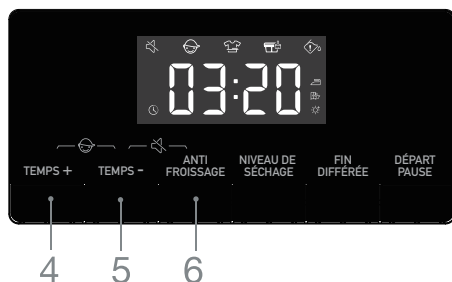 03:20
TEMPS + TEMPS - ANTI FROISSAGE NIVEAU DE SÉCHAGE FIN DIFFÉRÉE DÉPART PAUSE
4 5 6